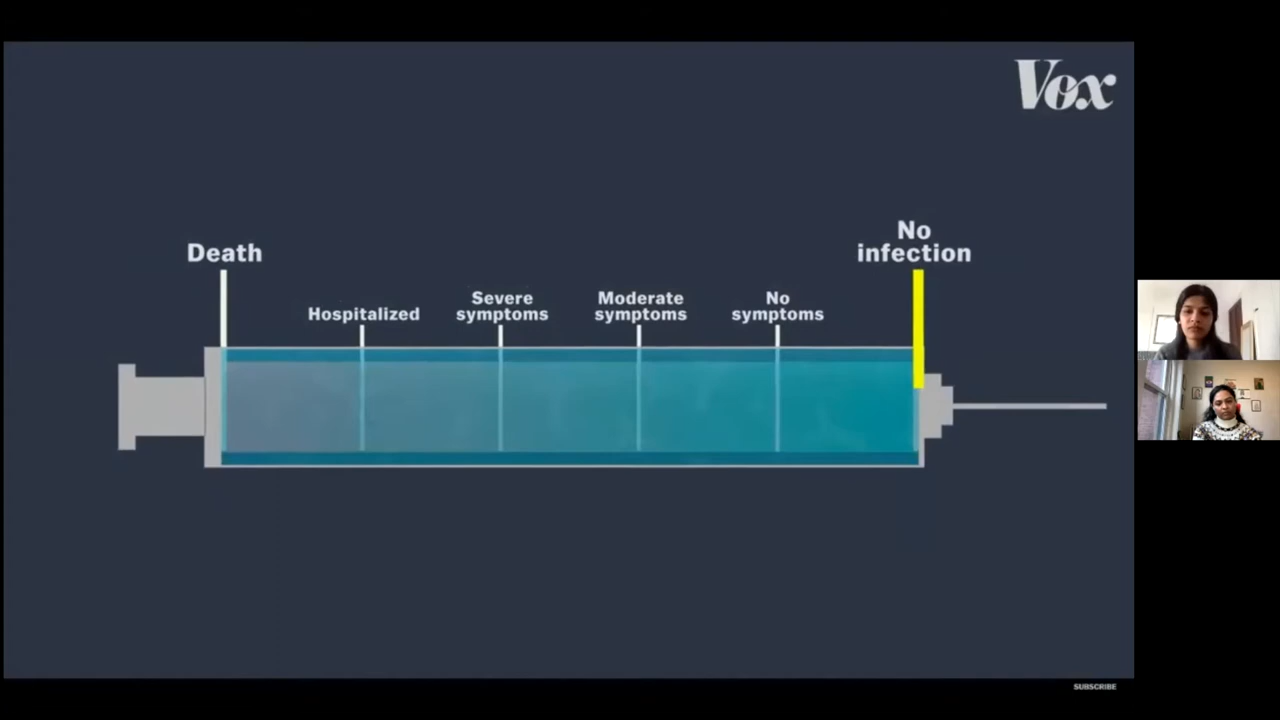 Vox
Death
Hospitalized
Severe
symptoms
Moderate
symptoms
No
symptoms
No
infection
SUBSCRIBE